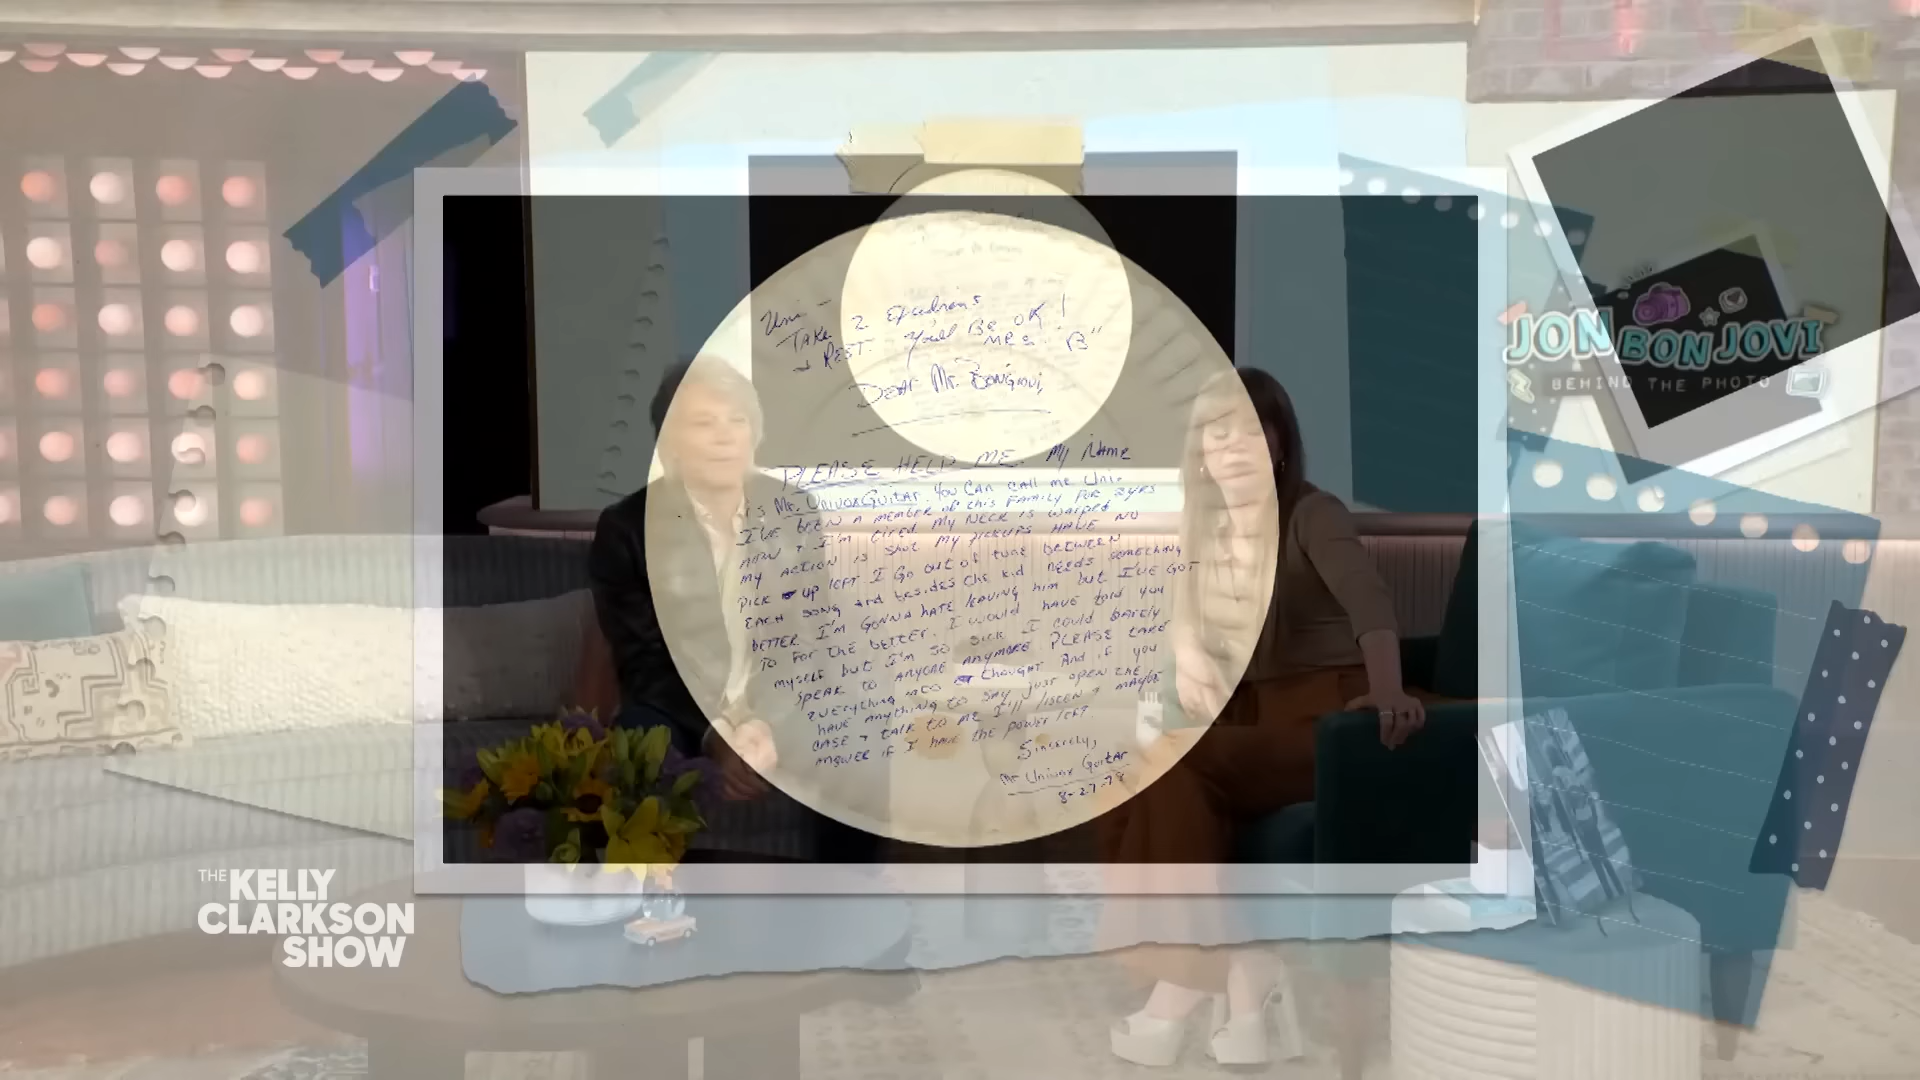 Uni -
Take 2 Excedrin's
+ REST. You'll Be OK!
MRS. "B"
Dear Mr. Bongiovi,
PLEASE HELP ME. My Name
is Mr. Univox Guitar. You Can call me Uni.
I've been a member of this family for 2yrs
now + I'm tired my neck is warped
my action is shot my pickups have no
pick up left I go out of tune between
each song and besides the kid needs something
better. I'm gonna hate leaving him but I've got
to for the better. I would have told you
myself but I'm so sick I could barely
speak to anyone anymore. Please take
everything into thought and if you
have anything to say just open the
case + talk to me I'll listen + maybe
answer if I have the power left.
Sincerely,
Mr Univox Guitar
8-27-78
JON BON JOVI
BEHIND THE PHOTO
THE
KELLY
CLARKSON
SHOW